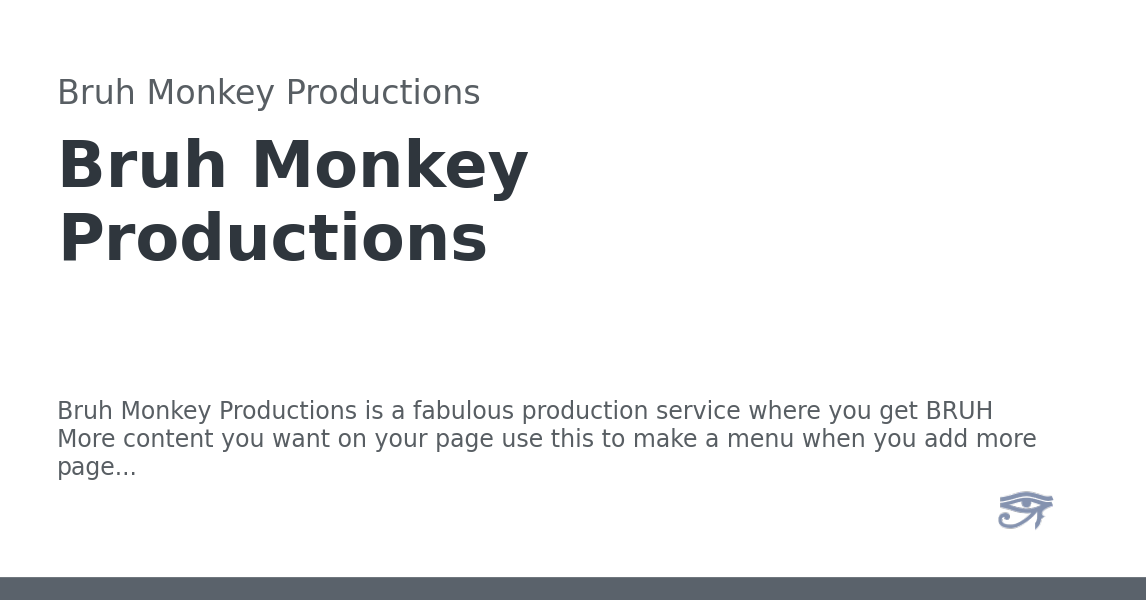 Bruh Monkey Productions
Bruh Monkey
Productions
Bruh Monkey Productions is a fabulous production service where you get BRUH
More content you want on your page use this to make a menu when you add more
page...